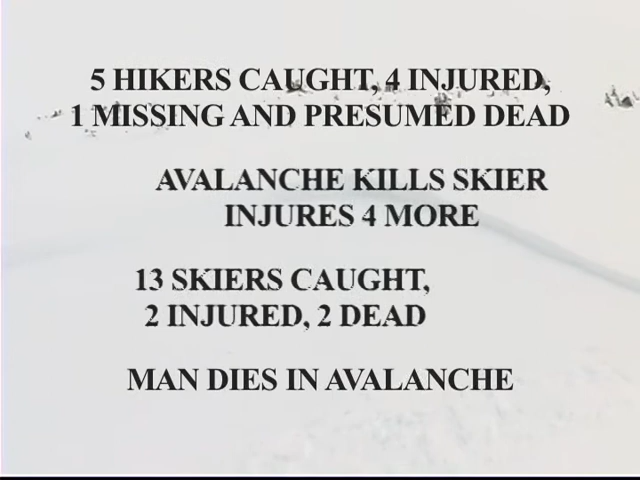 5 HIKERS CAUGHT, 4 INJURED,
1 MISSING AND PRESUMED DEAD
AVALANCHE KILLS SKIER
INJURES 4 MORE
13 SKIERS CAUGHT,
2 INJURED, 2 DEAD
MAN DIES IN AVALANCHE